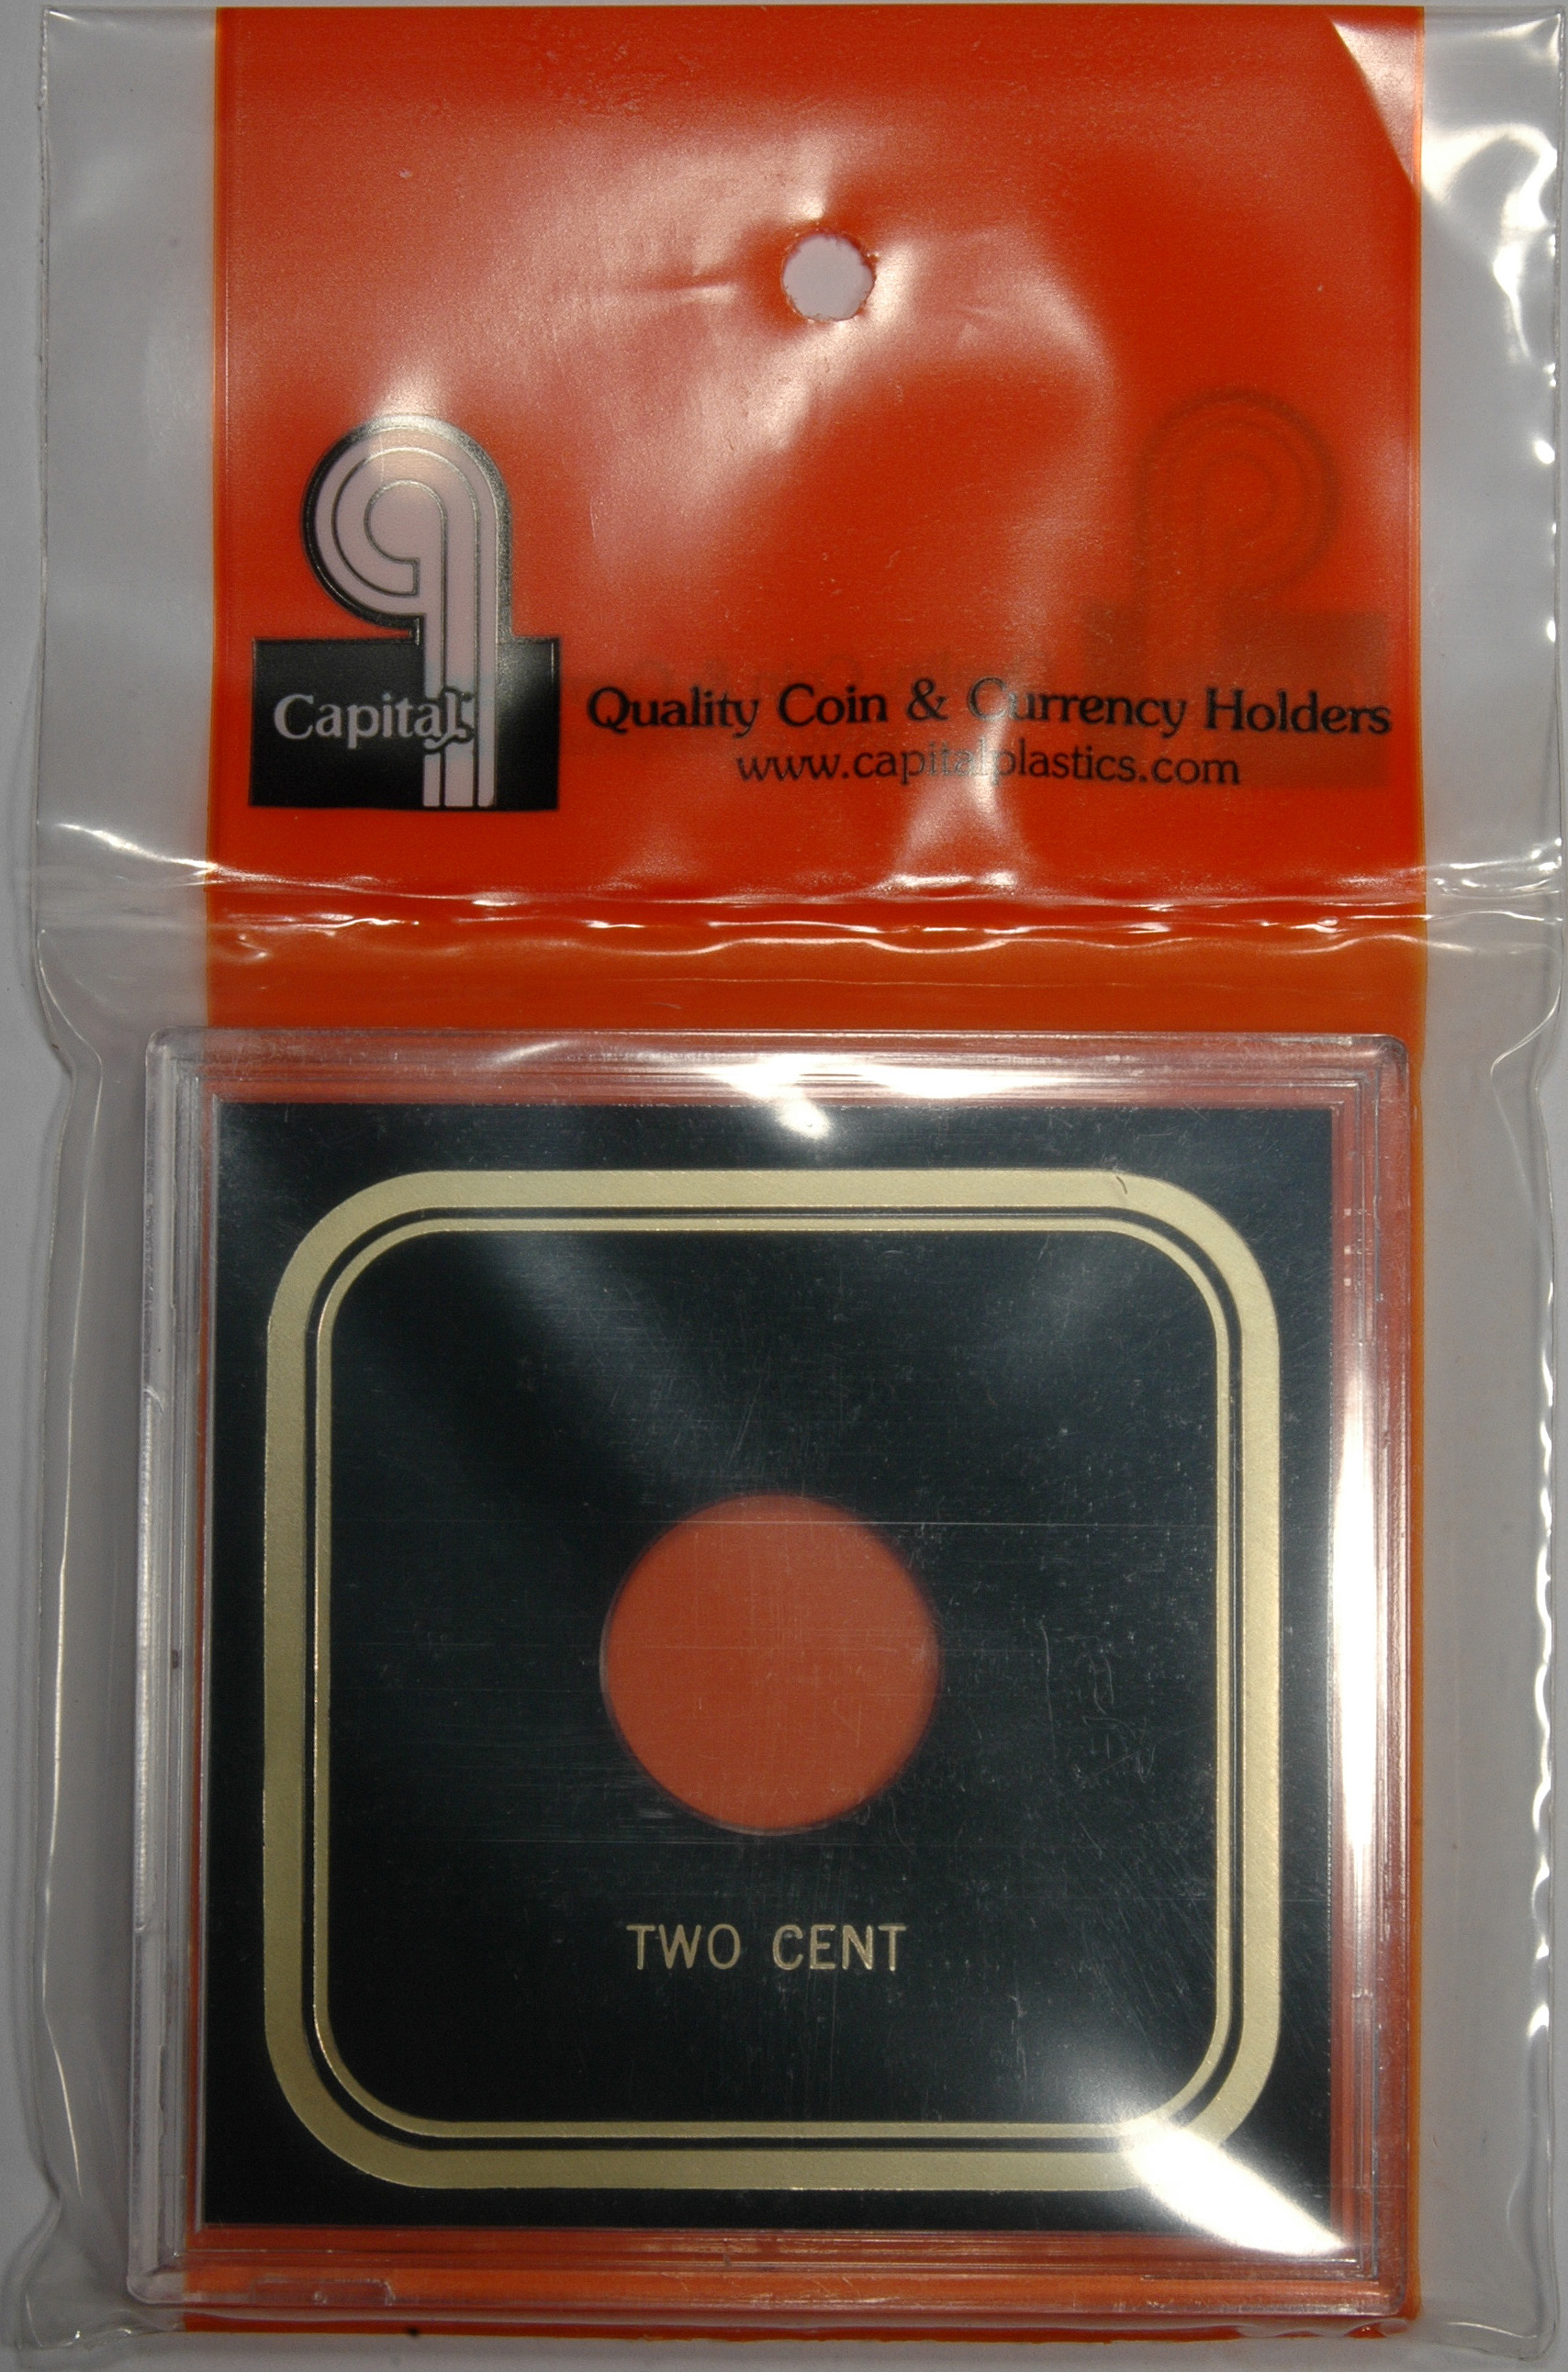 Capital
Quality Coin & Currency Holders
www.capitalplastics.com
TWO CENT